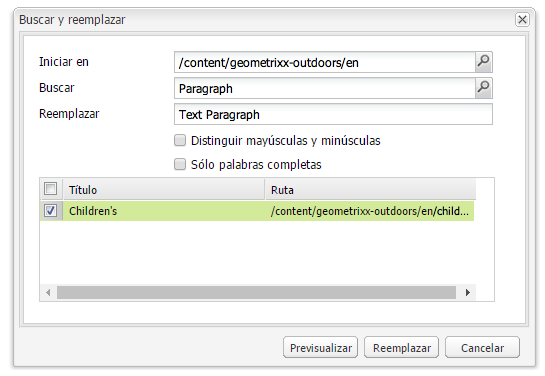 Buscar y reemplazar
Iniciar en /content/geometrixx-outdoors/en
Buscar Paragraph
Reemplazar Text Paragraph
Distinguir mayúsculas y minúsculas
Sólo palabras completas
Título Ruta
Children's /content/geometrixx-outdoors/en/child...
Previsualizar Reemplazar Cancelar